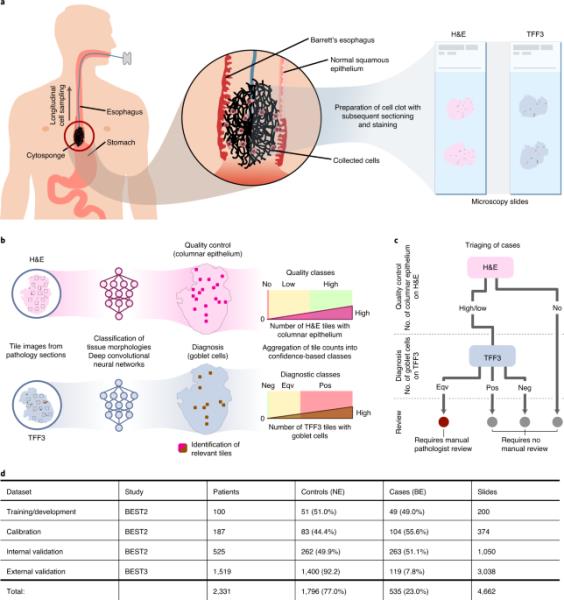 a
H&E
TFF3
Barrett's esophagus
Normal squamous
epithelium
Longitudinal
cell sampling
Esophagus
Preparation of cell clot with
subsequent sectioning
and staining
Stomach
Cytosponge
Collected cells
Microscopy slides
b
H&E
Quality control
(columnar epithelium)
Quality classes
No Low High
0
High
Number of H&E tiles with
columnar epithelium
Tile images from
pathology sections
Classification of
tissue morphologies
Deep convolutional
neural networks
Diagnosis
(goblet cells)
Aggregation of tile counts into
confidence-based classes
Diagnostic classes
Neg Eqv Pos
0
High
Number of TFF3 tiles with
goblet cells
TFF3
Identification of
relevant tiles
c
Triaging of cases
Quality control
No. of columnar epithelium
on H&E
H&E
High/low
No
Diagnosis
No. of goblet cells
on TFF3
TFF3
Eqv
Pos
Neg
Review
Requires manual
pathologist review
Requires no
manual review
d
Dataset Study Patients Controls (NE) Cases (BE) Slides
Training/development BEST2 100 51 (51.0%) 49 (49.0%) 200
Calibration BEST2 187 83 (44.4%) 104 (55.6%) 374
Internal validation BEST2 525 262 (49.9%) 263 (51.1%) 1,050
External validation BEST3 1,519 1,400 (92.2) 119 (7.8%) 3,038
Total: 2,331 1,796 (77.0%) 535 (23.0%) 4,662